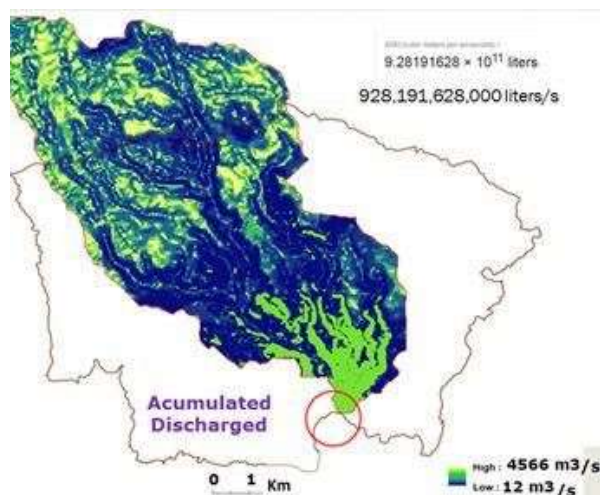 9.28191628 × 10¹¹ liters
928,191,628,000 liters/s
Acumulated
Discharged
0 1 Km
High : 4566 m3/s
Low : 12 m3/s